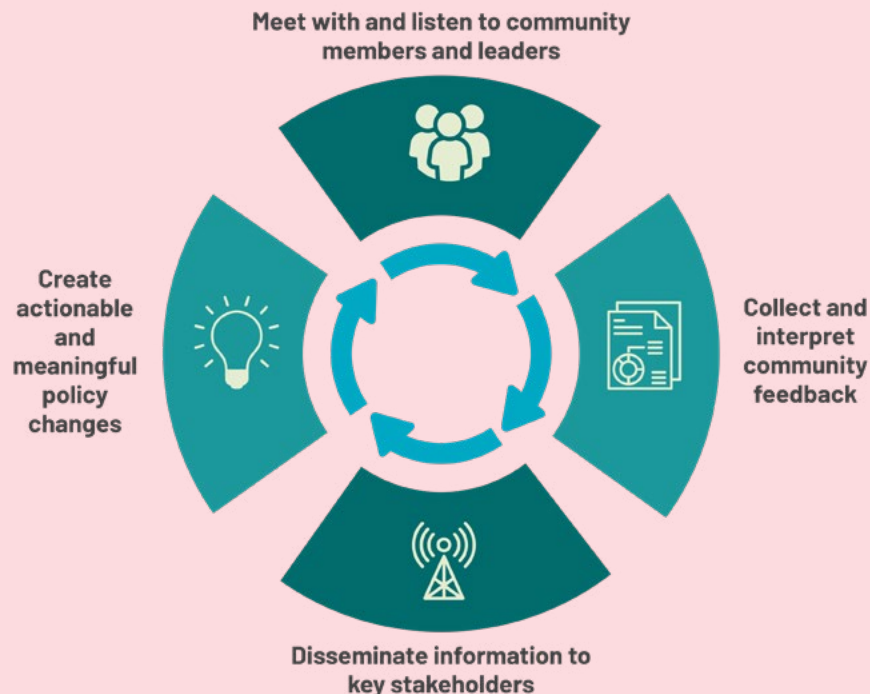 Meet with and listen to community
members and leaders
Collect and
interpret
community
feedback
Disseminate information to
key stakeholders
Create
actionable
and
meaningful
policy
changes